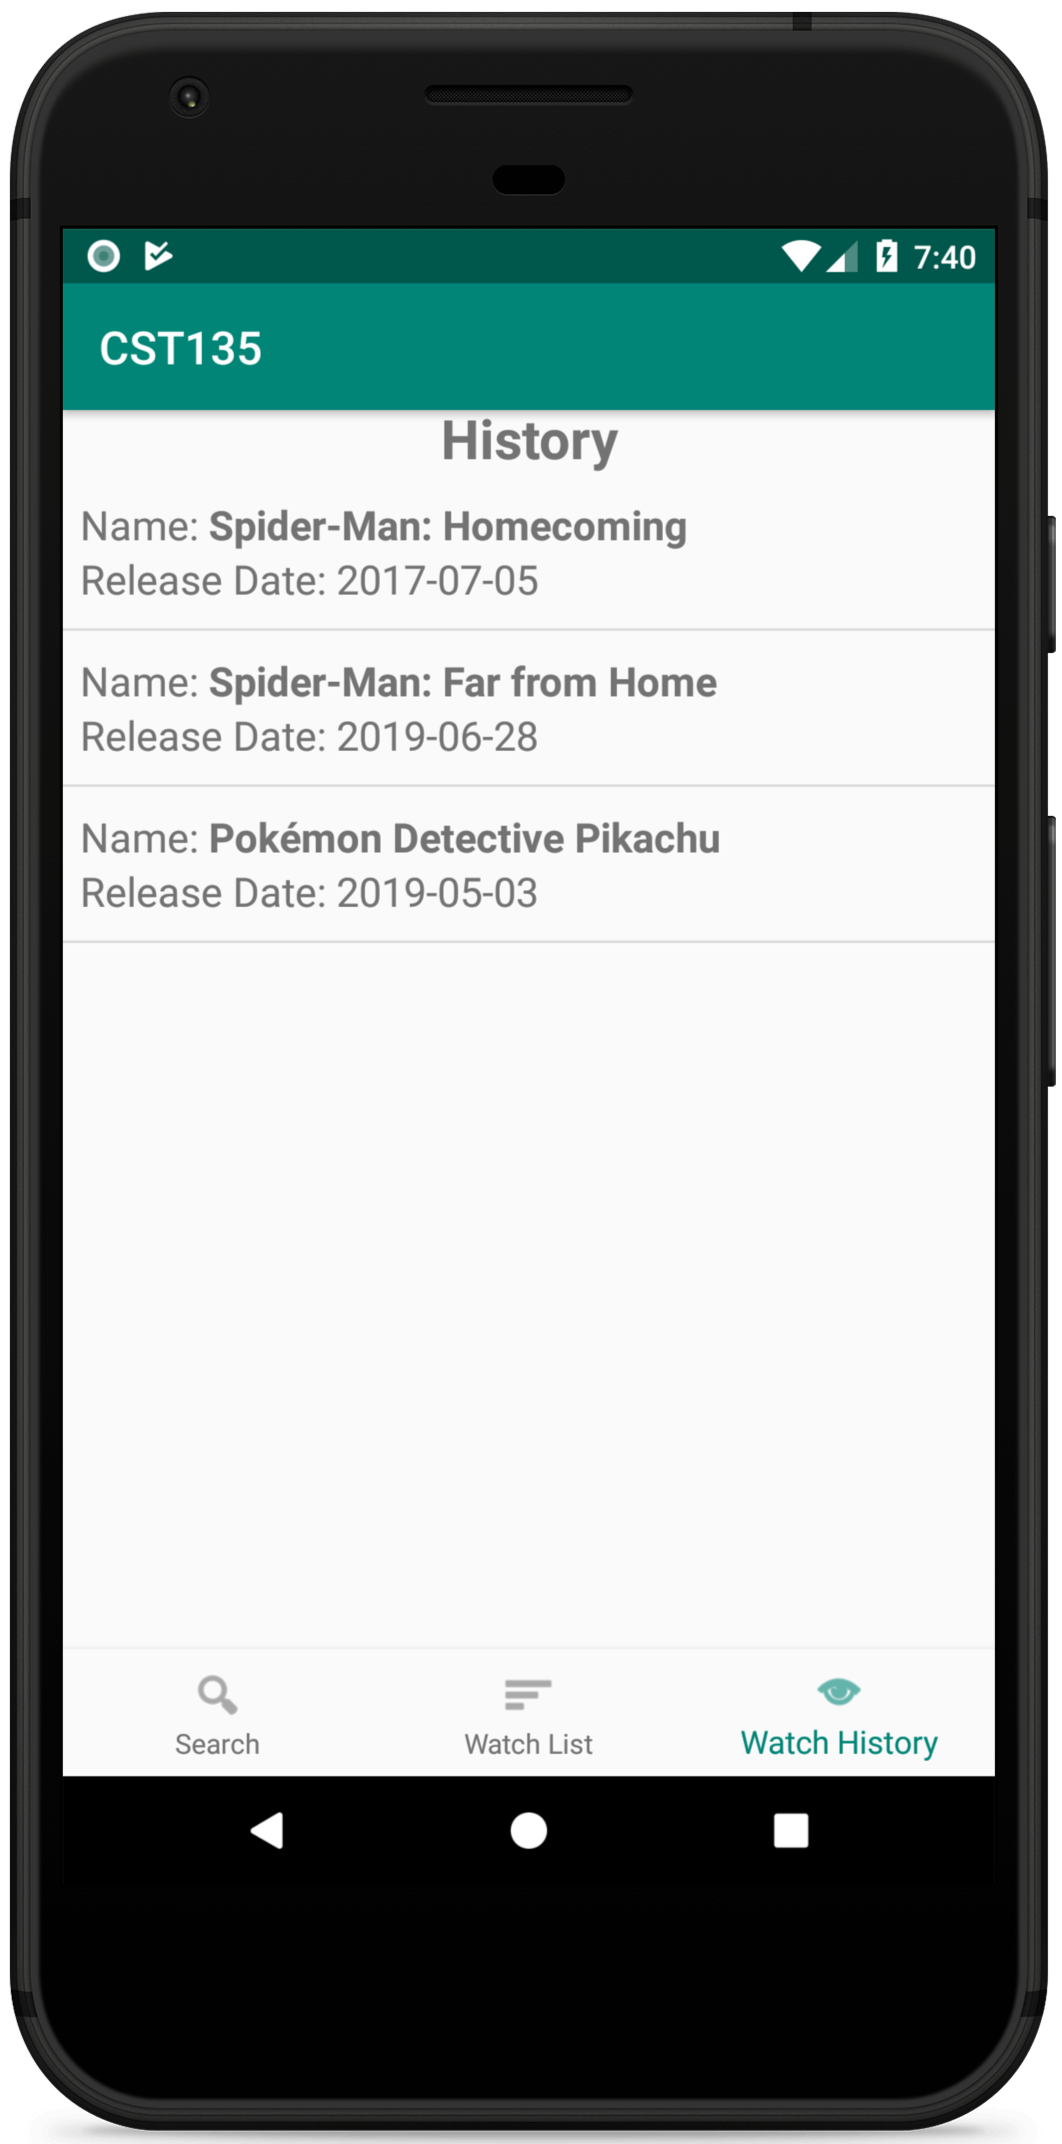 7:40
CST135
History
Name: Spider-Man: Homecoming
Release Date: 2017-07-05
Name: Spider-Man: Far from Home
Release Date: 2019-06-28
Name: Pokémon Detective Pikachu
Release Date: 2019-05-03
Search
Watch List
Watch History